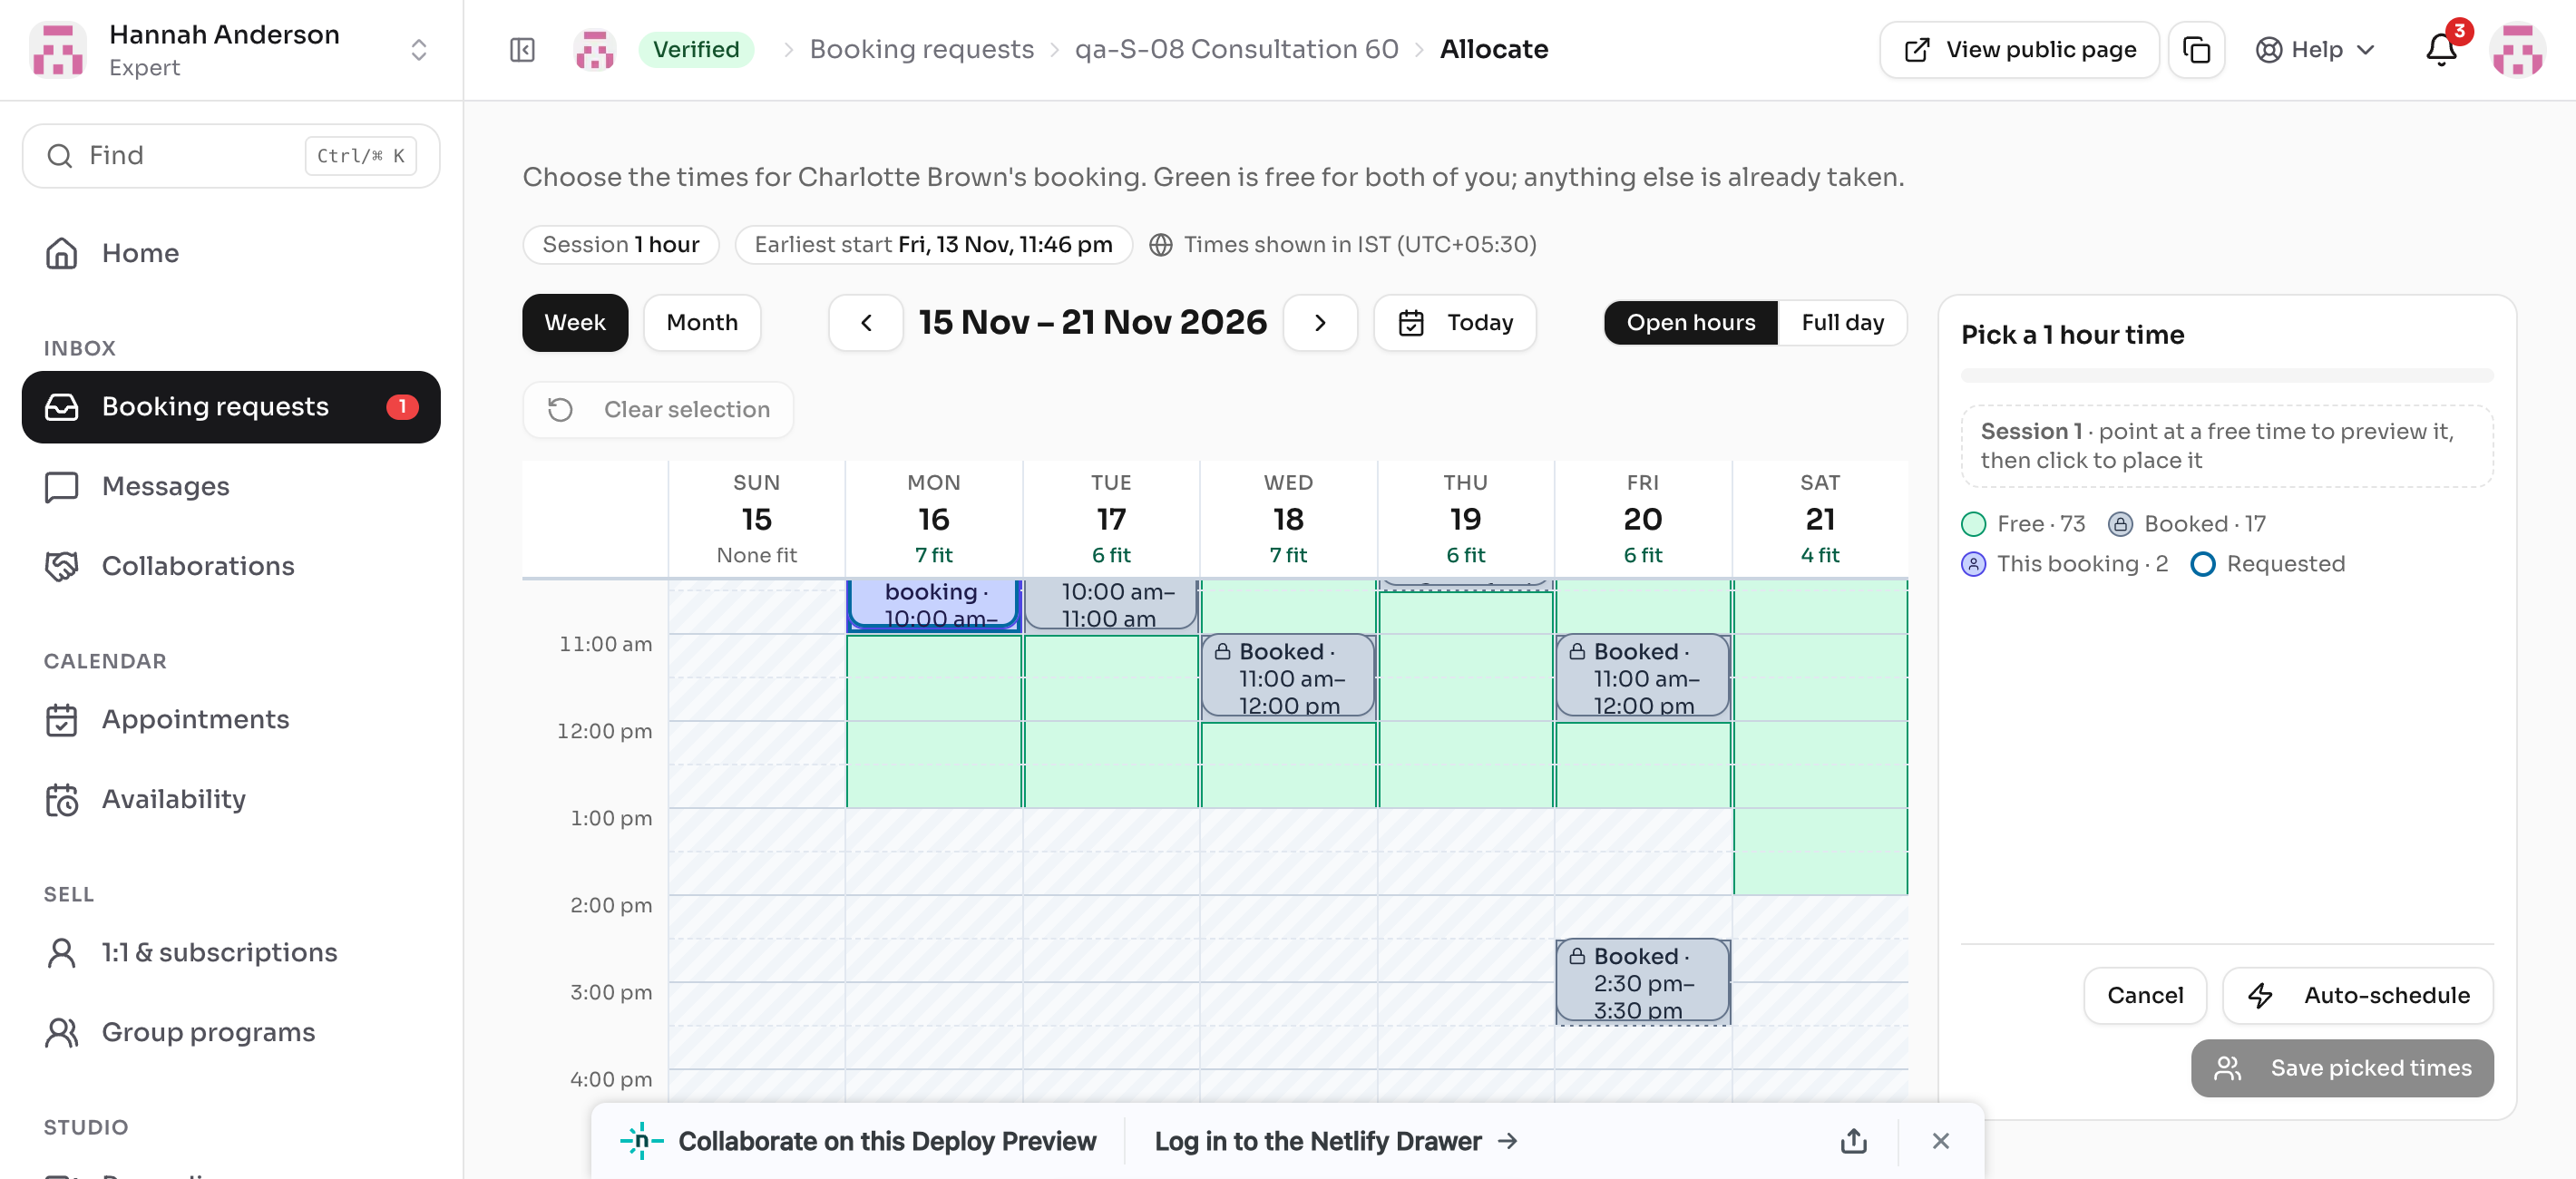 Hannah Anderson
Expert
Verified
Booking requests
qa-S-08 Consultation 60
Allocate
View public page
Help
3
Find
Ctrl/⌘ K
Home
INBOX
Booking requests
1
Messages
Collaborations
CALENDAR
Appointments
Availability
SELL
1:1 & subscriptions
Group programs
STUDIO
Choose the times for Charlotte Brown's booking. Green is free for both of you; anything else is already taken.
Session 1 hour
Earliest start Fri, 13 Nov, 11:46 pm
Times shown in IST (UTC+05:30)
Week
Month
15 Nov – 21 Nov 2026
Today
Open hours
Full day
Clear selection
SUN
15
None fit
MON
16
7 fit
TUE
17
6 fit
WED
18
7 fit
THU
19
6 fit
FRI
20
6 fit
SAT
21
4 fit
booking ·
10:00 am–
10:00 am–
11:00 am
11:00 am
Booked ·
11:00 am–
12:00 pm
Booked ·
11:00 am–
12:00 pm
12:00 pm
1:00 pm
2:00 pm
Booked ·
2:30 pm–
3:30 pm
3:00 pm
4:00 pm
Pick a 1 hour time
Session 1 · point at a free time to preview it,
then click to place it
Free · 73
Booked · 17
This booking · 2
Requested
Cancel
Auto-schedule
Save picked times
Collaborate on this Deploy Preview
Log in to the Netlify Drawer →